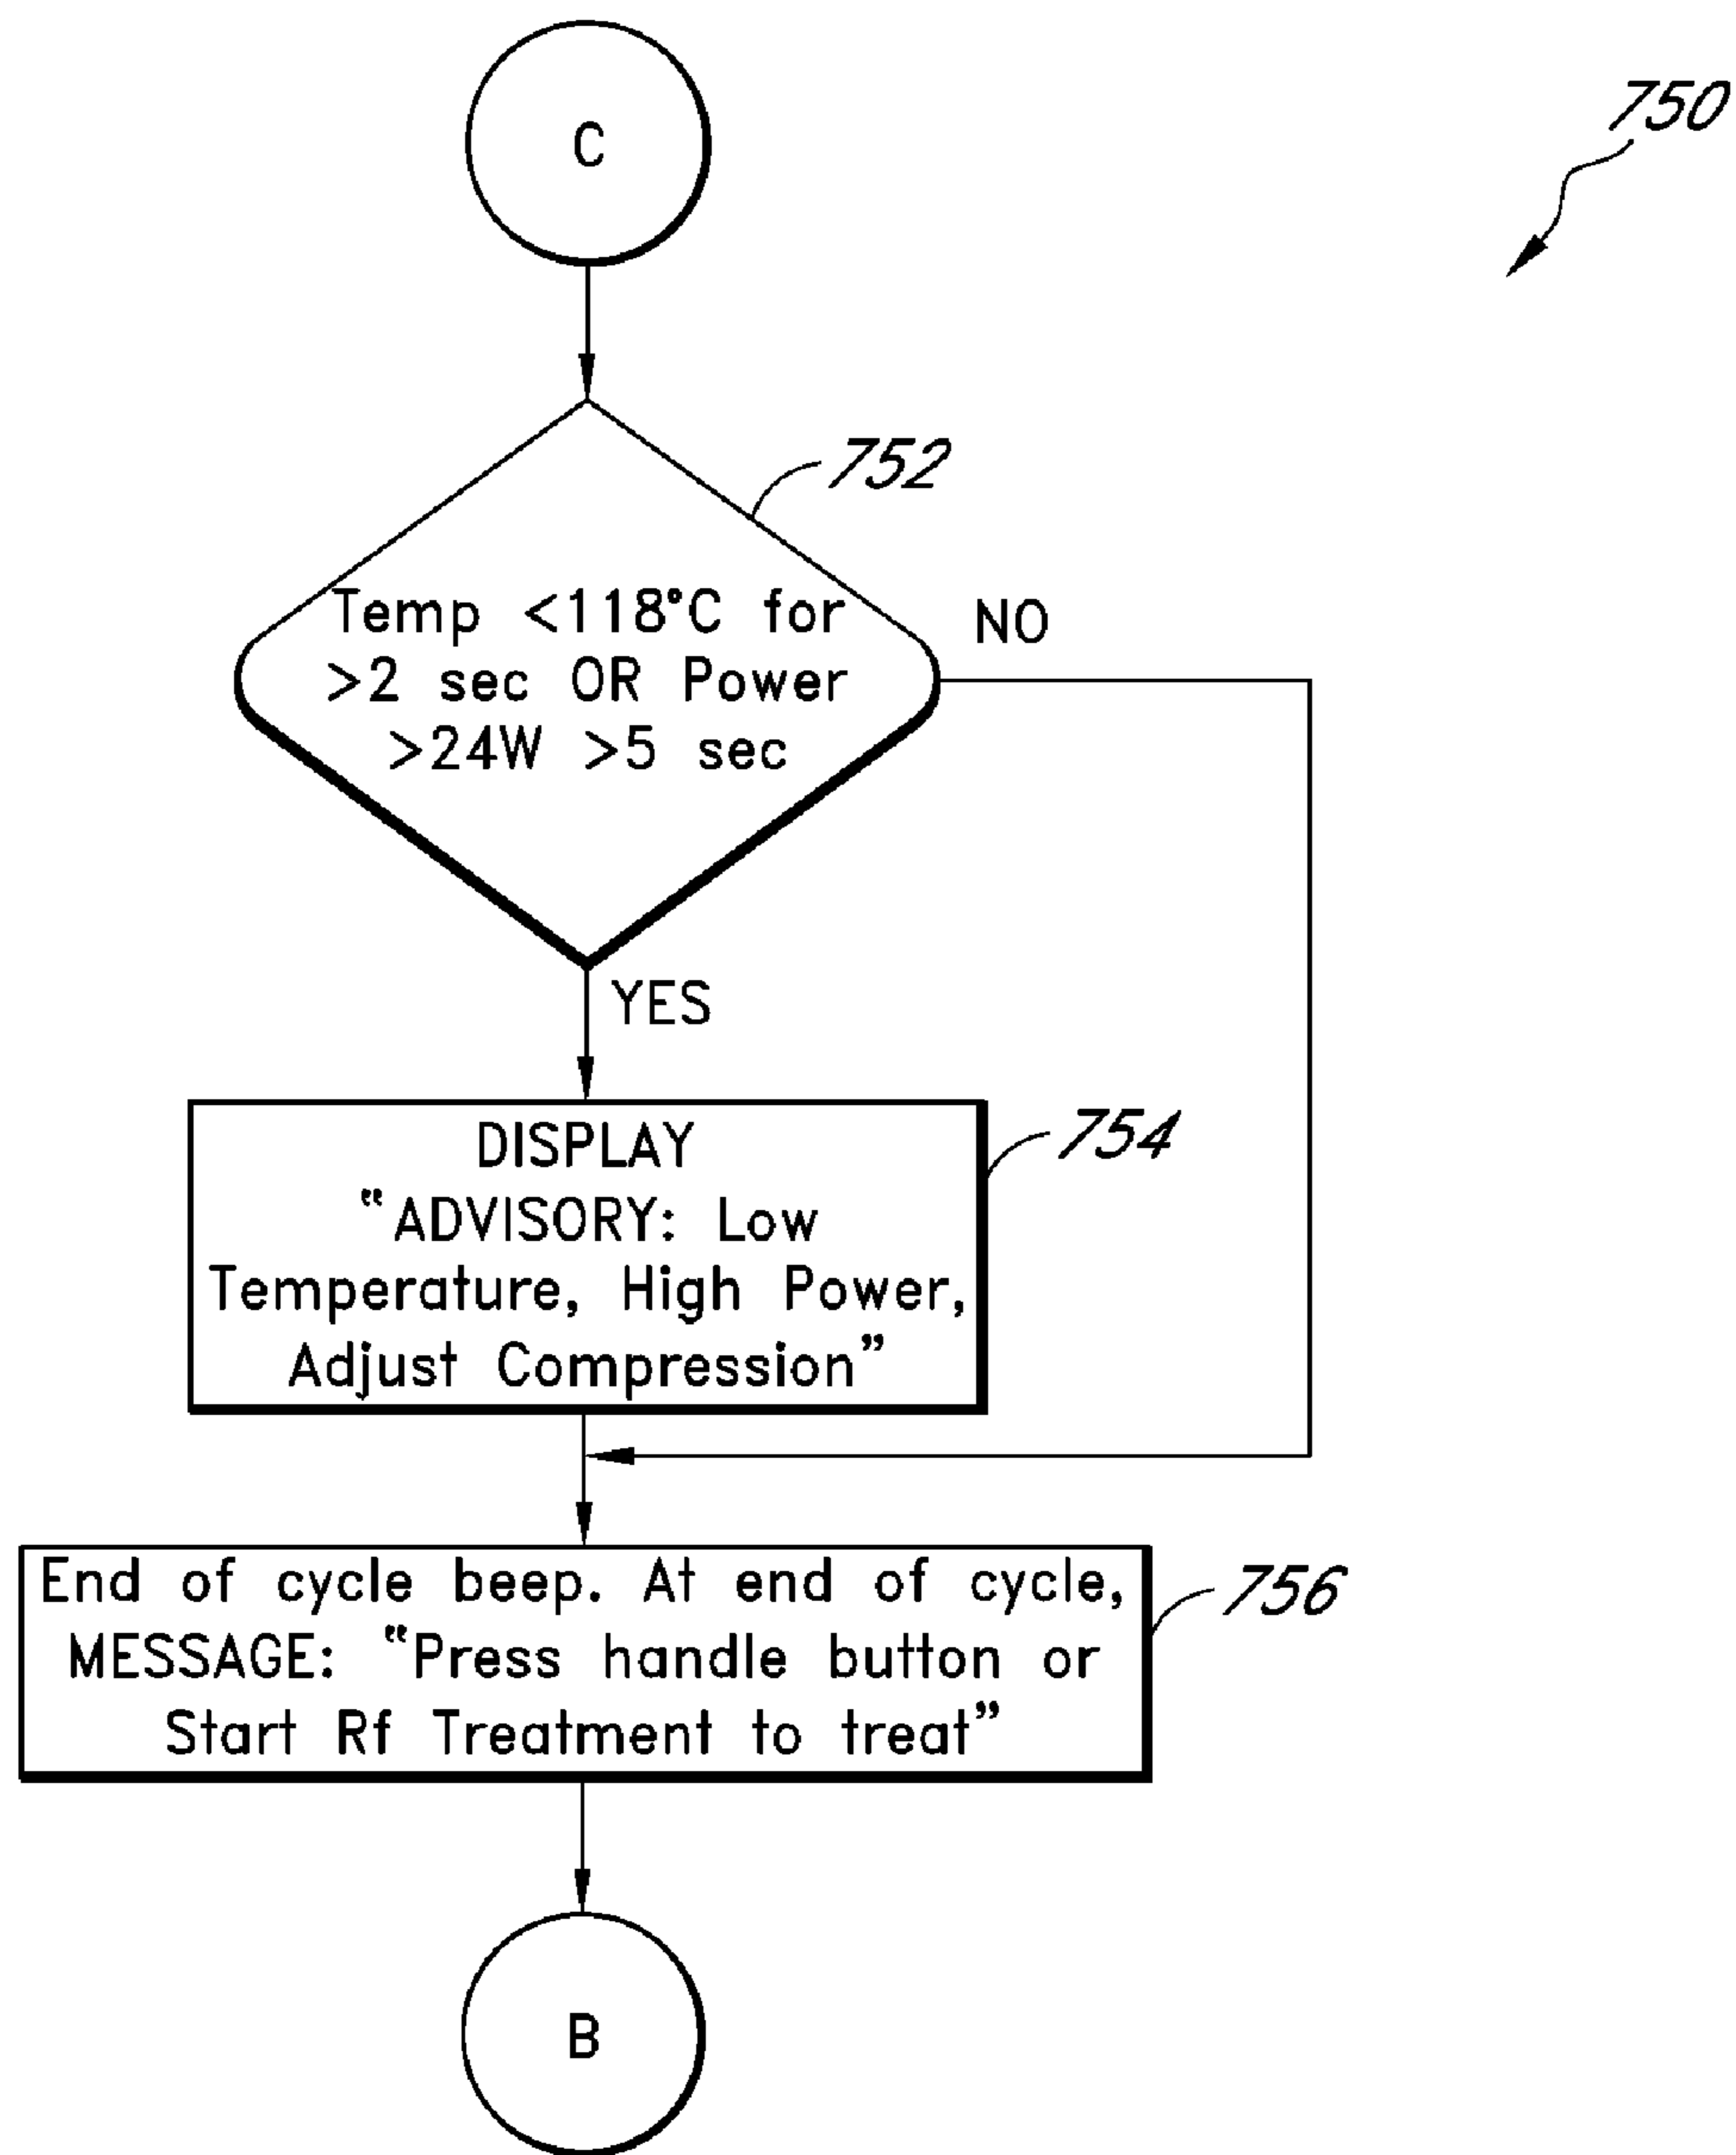 C
750
752
Temp <118°C for
>2 sec OR Power
>24W >5 sec
NO
YES
754
DISPLAY
“ADVISORY: Low
Temperature, High Power,
Adjust Compression”
756
End of cycle beep. At end of cycle,
MESSAGE: “Press handle button or
Start Rf Treatment to treat”
B